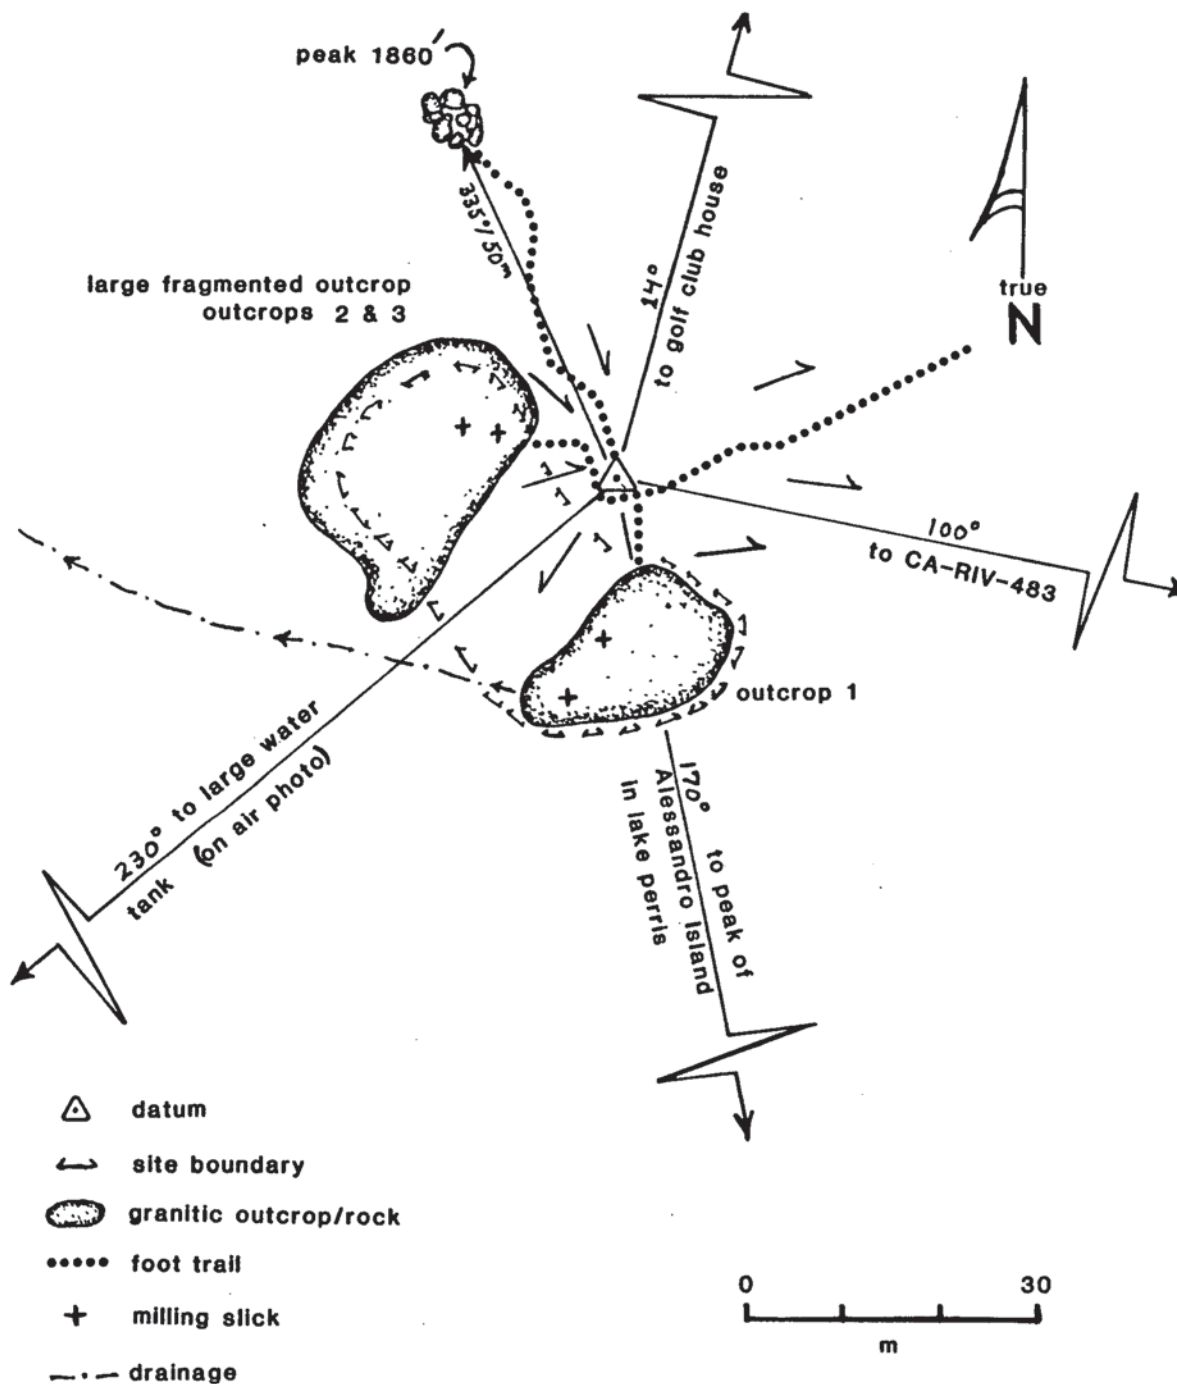 peak 1860'
335°/50m
14°
to golf club house
true
N
large fragmented outcrop
outcrops 2 & 3
100°
to CA-RIV-483
outcrop 1
230° to large water
tank (on air photo)
170° to peak of
Alessandro Island
in lake perris
datum
site boundary
granitic outcrop/rock
foot trail
milling slick
drainage
0 30
m